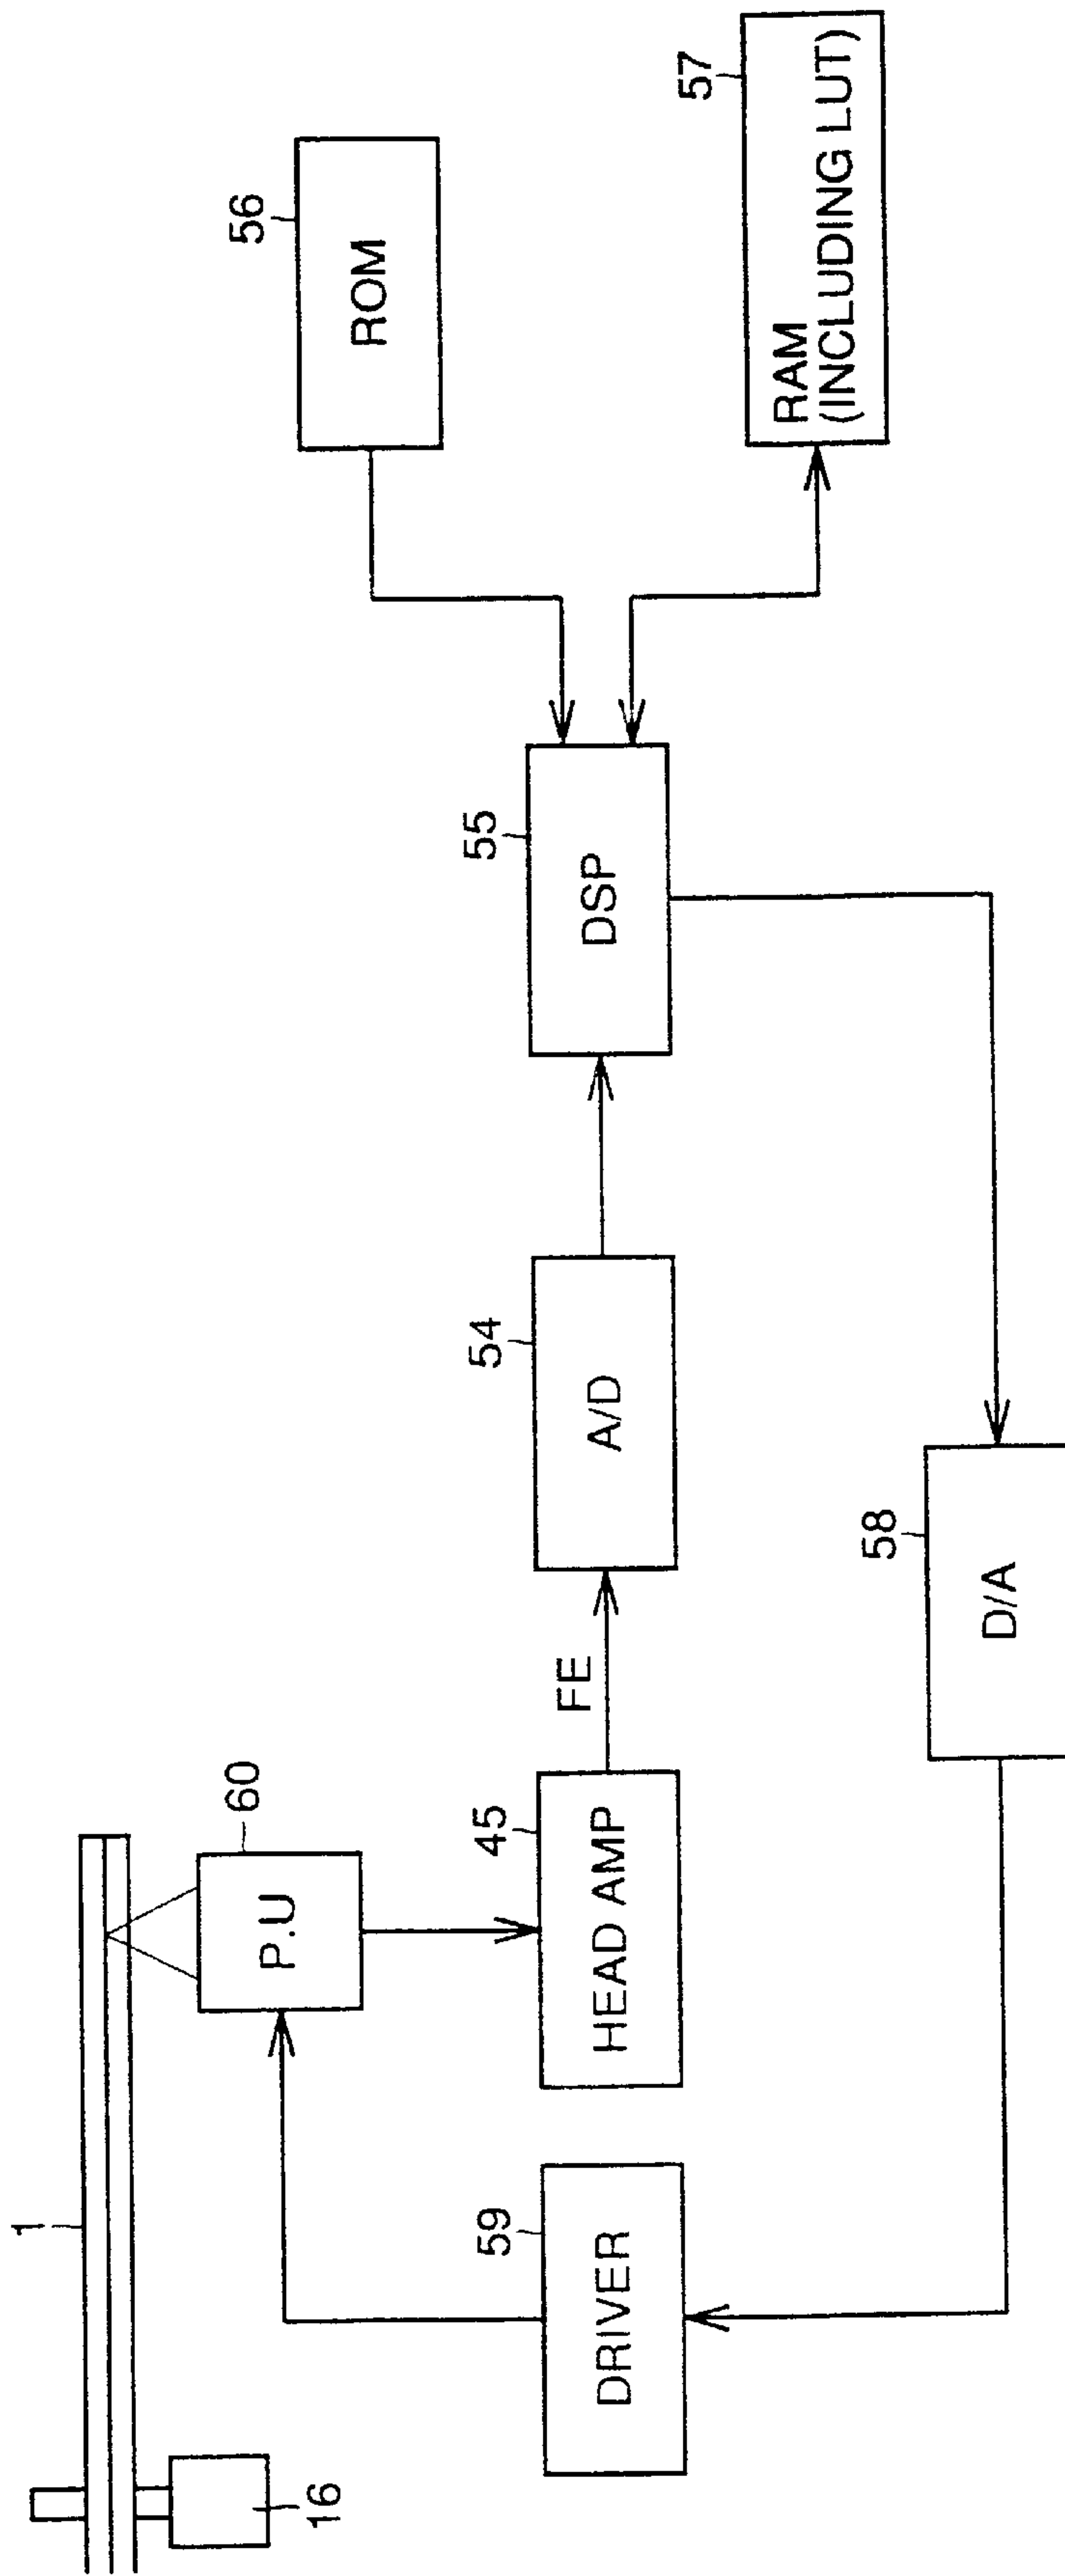 1
16
60
P.U
59
DRIVER
45
HEAD AMP
FE
54
A/D
55
DSP
56
ROM
57
RAM
(INCLUDING LUT)
58
D/A